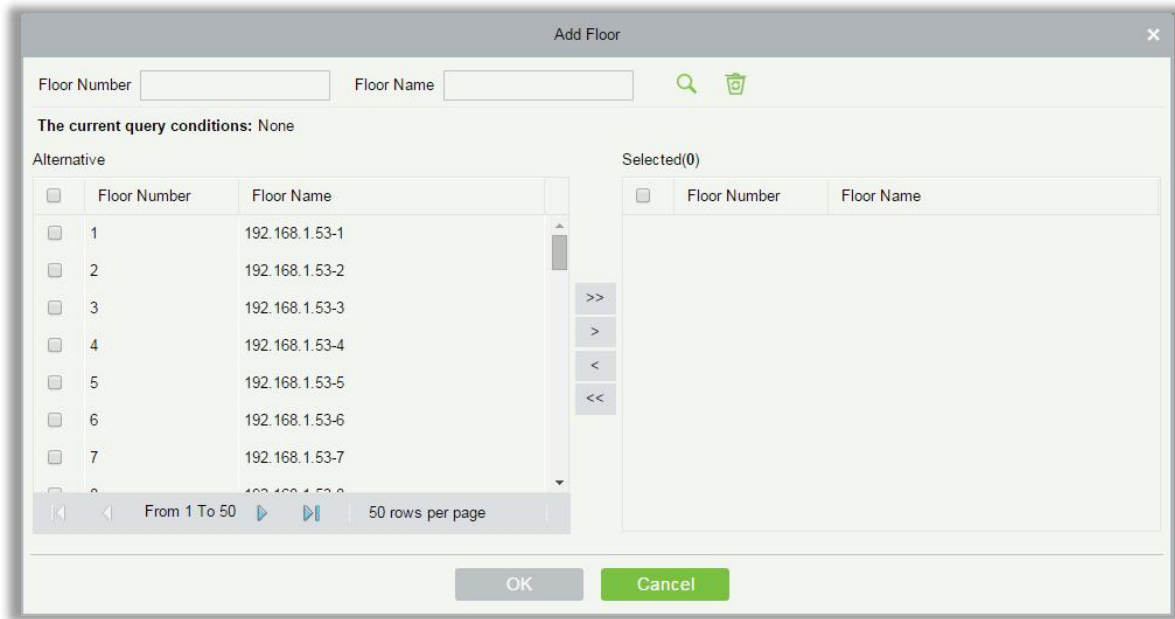 Add Floor ×
Floor Number Floor Name
The current query conditions: None
Alternative Selected(0)
Floor Number Floor Name Floor Number Floor Name
1 192.168.1.53-1
2 192.168.1.53-2
3 192.168.1.53-3
>>
4 192.168.1.53-4
>
5 192.168.1.53-5
<
6 192.168.1.53-6
<<
7 192.168.1.53-7
From 1 To 50 50 rows per page
OK Cancel